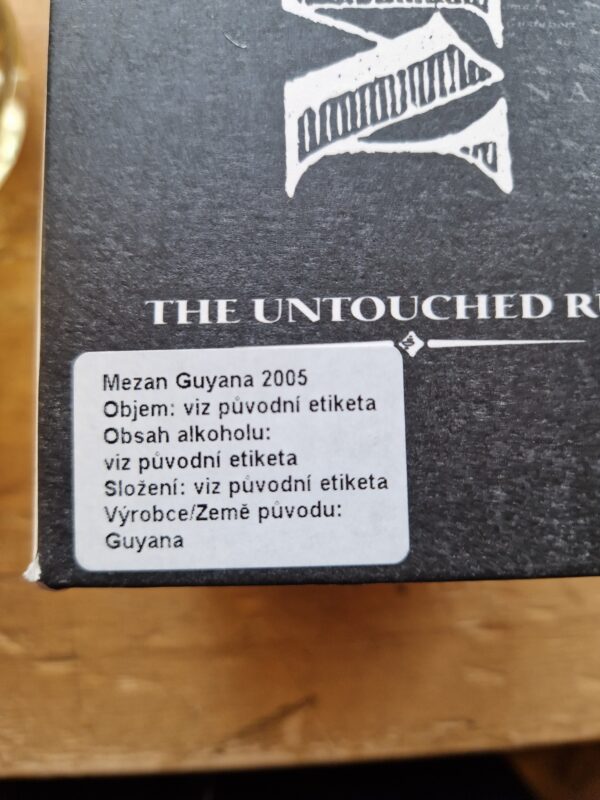 THE UNTOUCHED
Mezan Guyana 2005
Objem: viz původní etiketa
Obsah alkoholu:
viz původní etiketa
Složení: viz původní etiketa
Výrobce/Země původu:
Guyana